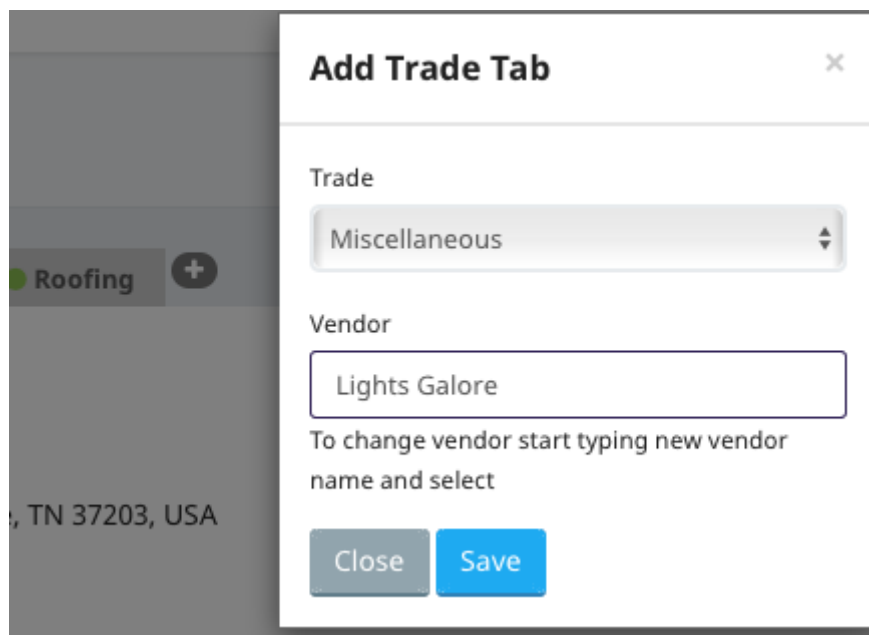 Add Trade Tab
×
Trade
Miscellaneous
Roofing
Vendor
Lights Galore
To change vendor start typing new vendor
name and select
, TN 37203, USA
Close Save